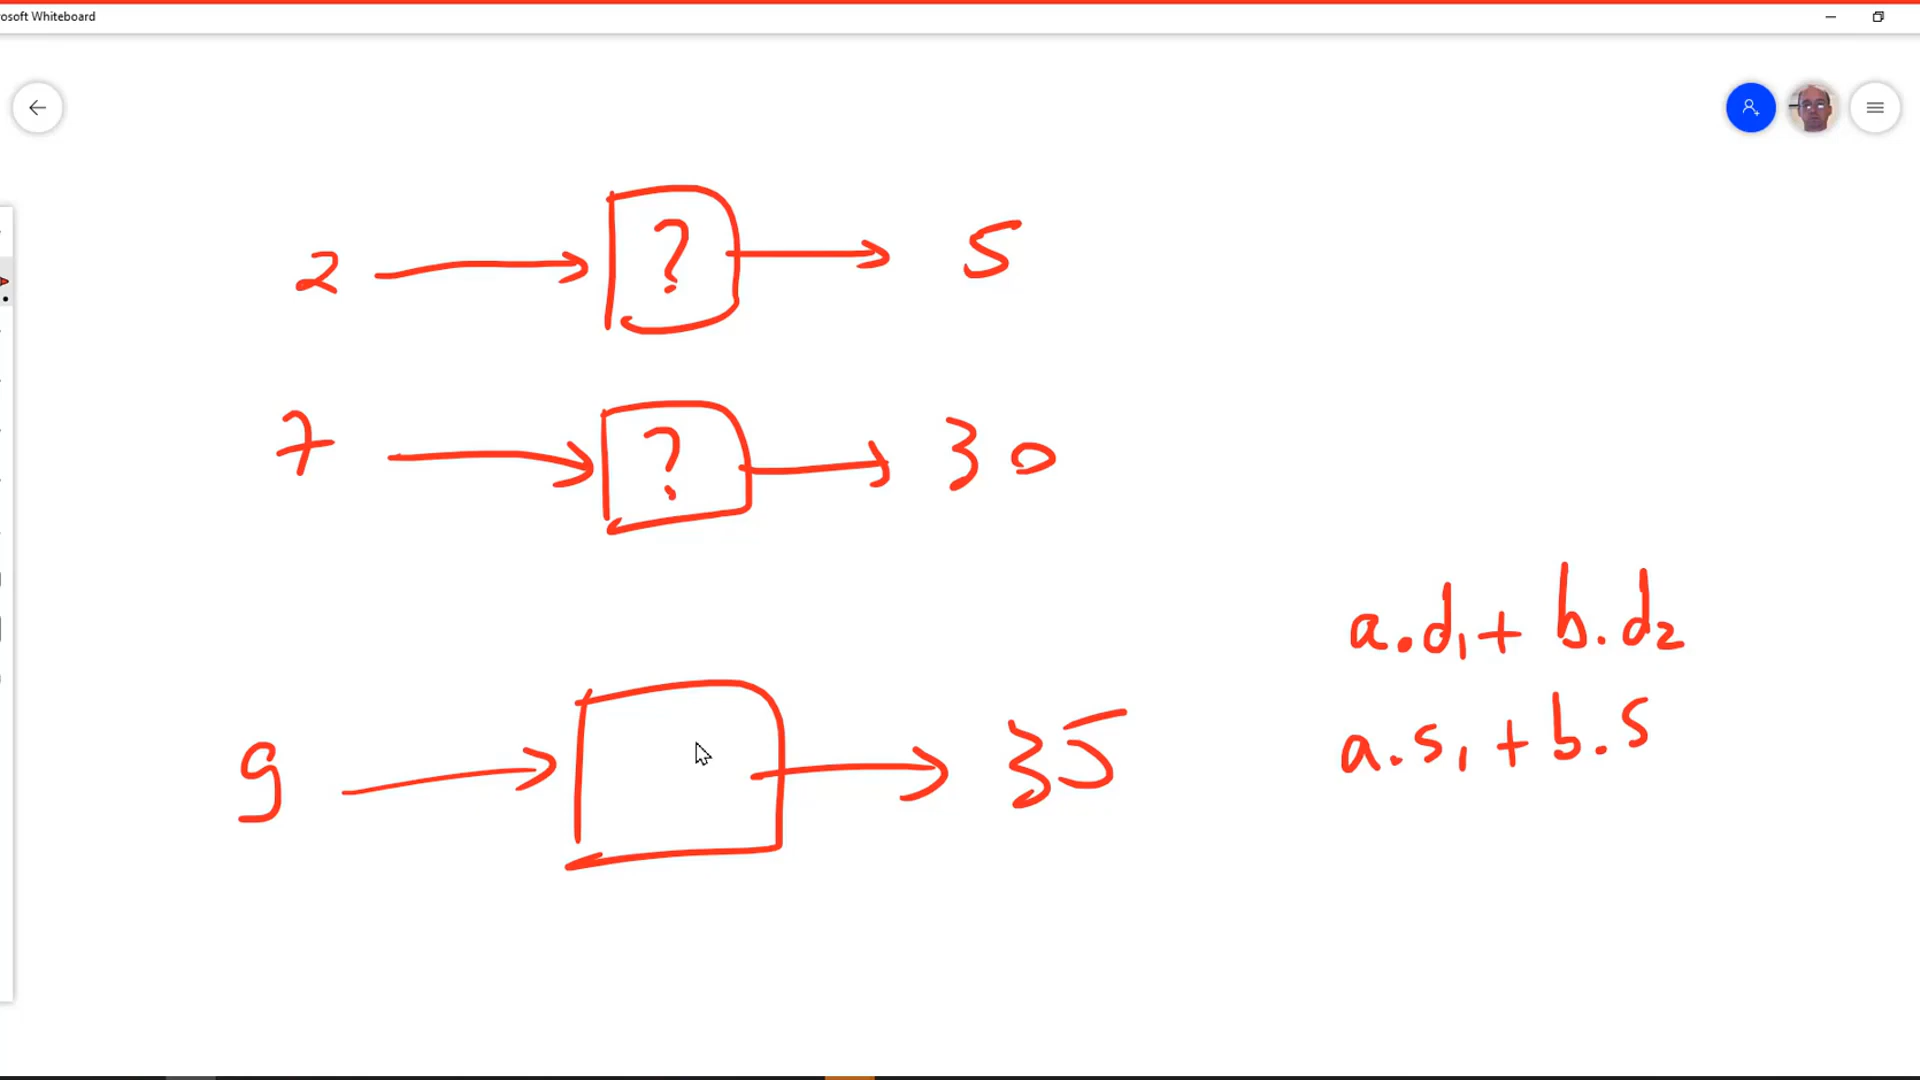 osoft Whiteboard
2 → ? → 5
7 → ? → 30
a.d₁ + b.d₂
9 → → 35
a.s₁ + b.s